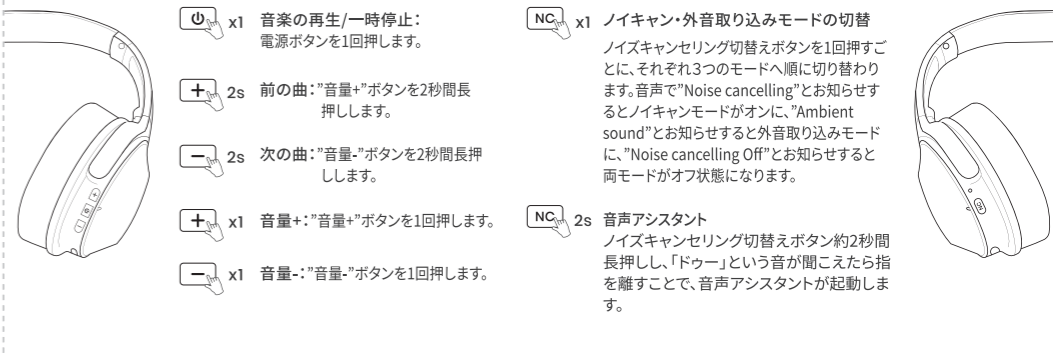 x1 音楽の再生/一時停止：
電源ボタンを1回押します。
+ 2s 前の曲："音量+"ボタンを2秒間長
押しします。
- 2s 次の曲："音量-"ボタンを2秒間長押
しします。
+ x1 音量+："音量+"ボタンを1回押します。
- x1 音量-："音量-"ボタンを1回押します。
NC x1 ノイキャン・外音取り込みモードの切替
ノイズキャンセリング切替えボタンを1回押すご
とに、それぞれ3つのモードへ順に切り替わり
ます。音声で"Noise cancelling"とお知らせす
るとノイキャンモードがオンに、"Ambient
sound"とお知らせすると外音取り込みモード
に、"Noise cancelling Off"とお知らせすると
両モードがオフ状態になります。
NC 2s 音声アシスタント
ノイズキャンセリング切替えボタン約2秒間
長押しし、「ドゥー」という音が聞こえたら指
を離すことで、音声アシスタントが起動しま
す。